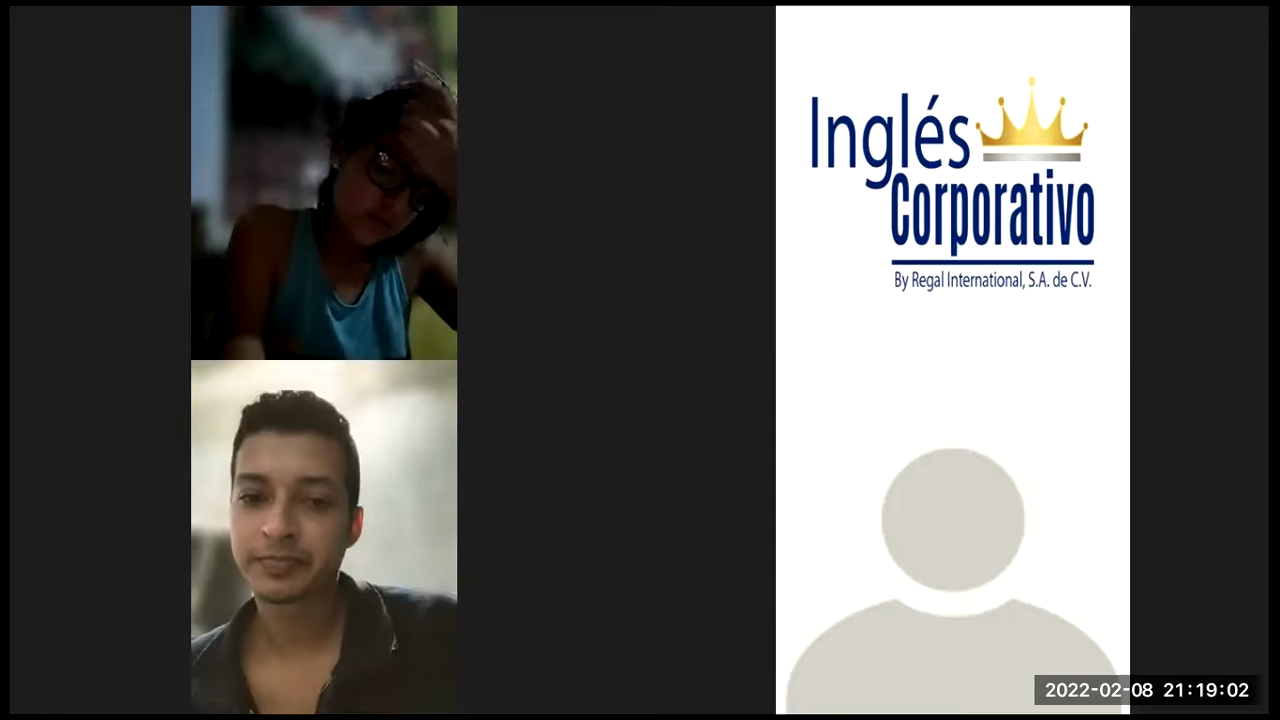 Inglés
Corporativo
By Regal International, S.A. de C.V.
2022-02-08 21:19:02